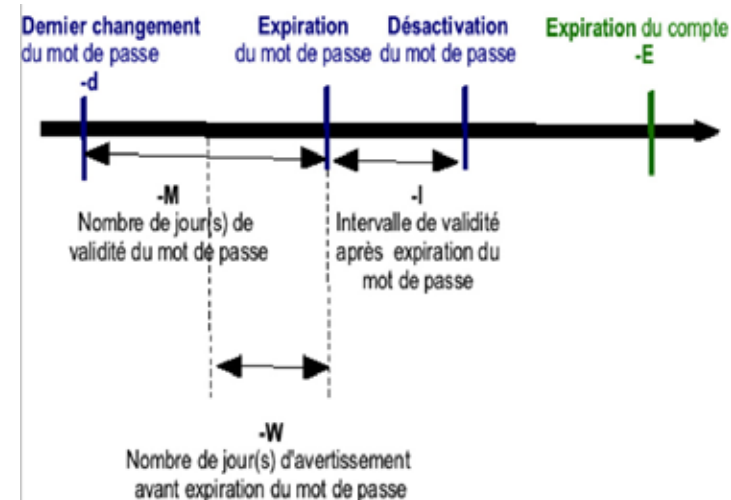 Dernier changement
du mot de passe
-d
Expiration
du mot de passe
Désactivation
du mot de passe
Expiration du compte
-E
-M
Nombre de jour(s) de
validité du mot de passe
-I
Intervalle de validité
après expiration du
mot de passe
-W
Nombre de jour(s) d'avertissement
avant expiration du mot de passe